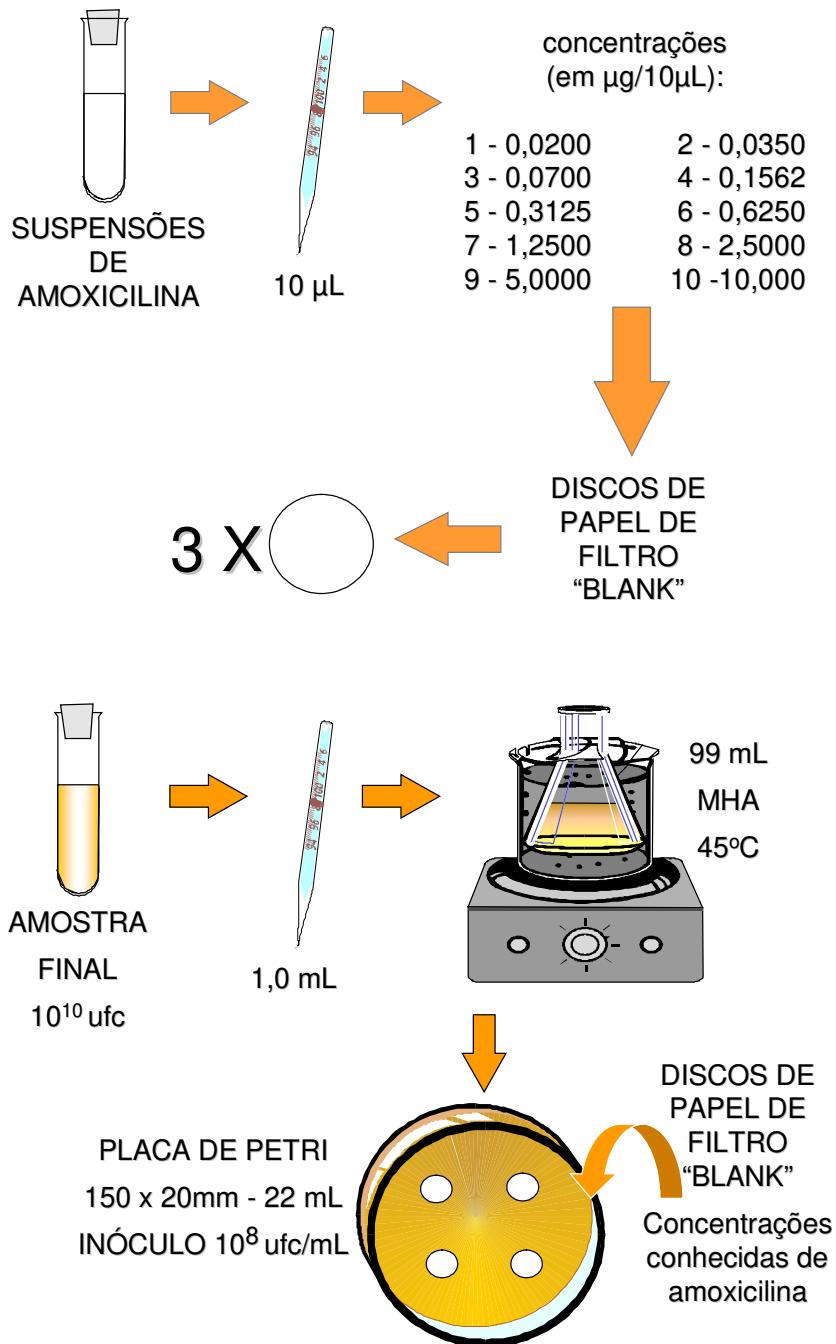 concentrações
(em µg/10µL):
1 - 0,0200 2 - 0,0350
3 - 0,0700 4 - 0,1562
5 - 0,3125 6 - 0,6250
7 - 1,2500 8 - 2,5000
9 - 5,0000 10 -10,000
SUSPENSÕES
DE
AMOXICILINA
10 µL
DISCOS DE
PAPEL DE
FILTRO
“BLANK”
3 X
99 mL
MHA
45ºC
AMOSTRA
FINAL
10¹⁰ ufc
1,0 mL
PLACA DE PETRI
150 x 20mm - 22 mL
INÓCULO 10⁸ ufc/mL
DISCOS DE
PAPEL DE
FILTRO
“BLANK”
Concentrações
conhecidas de
amoxicilina